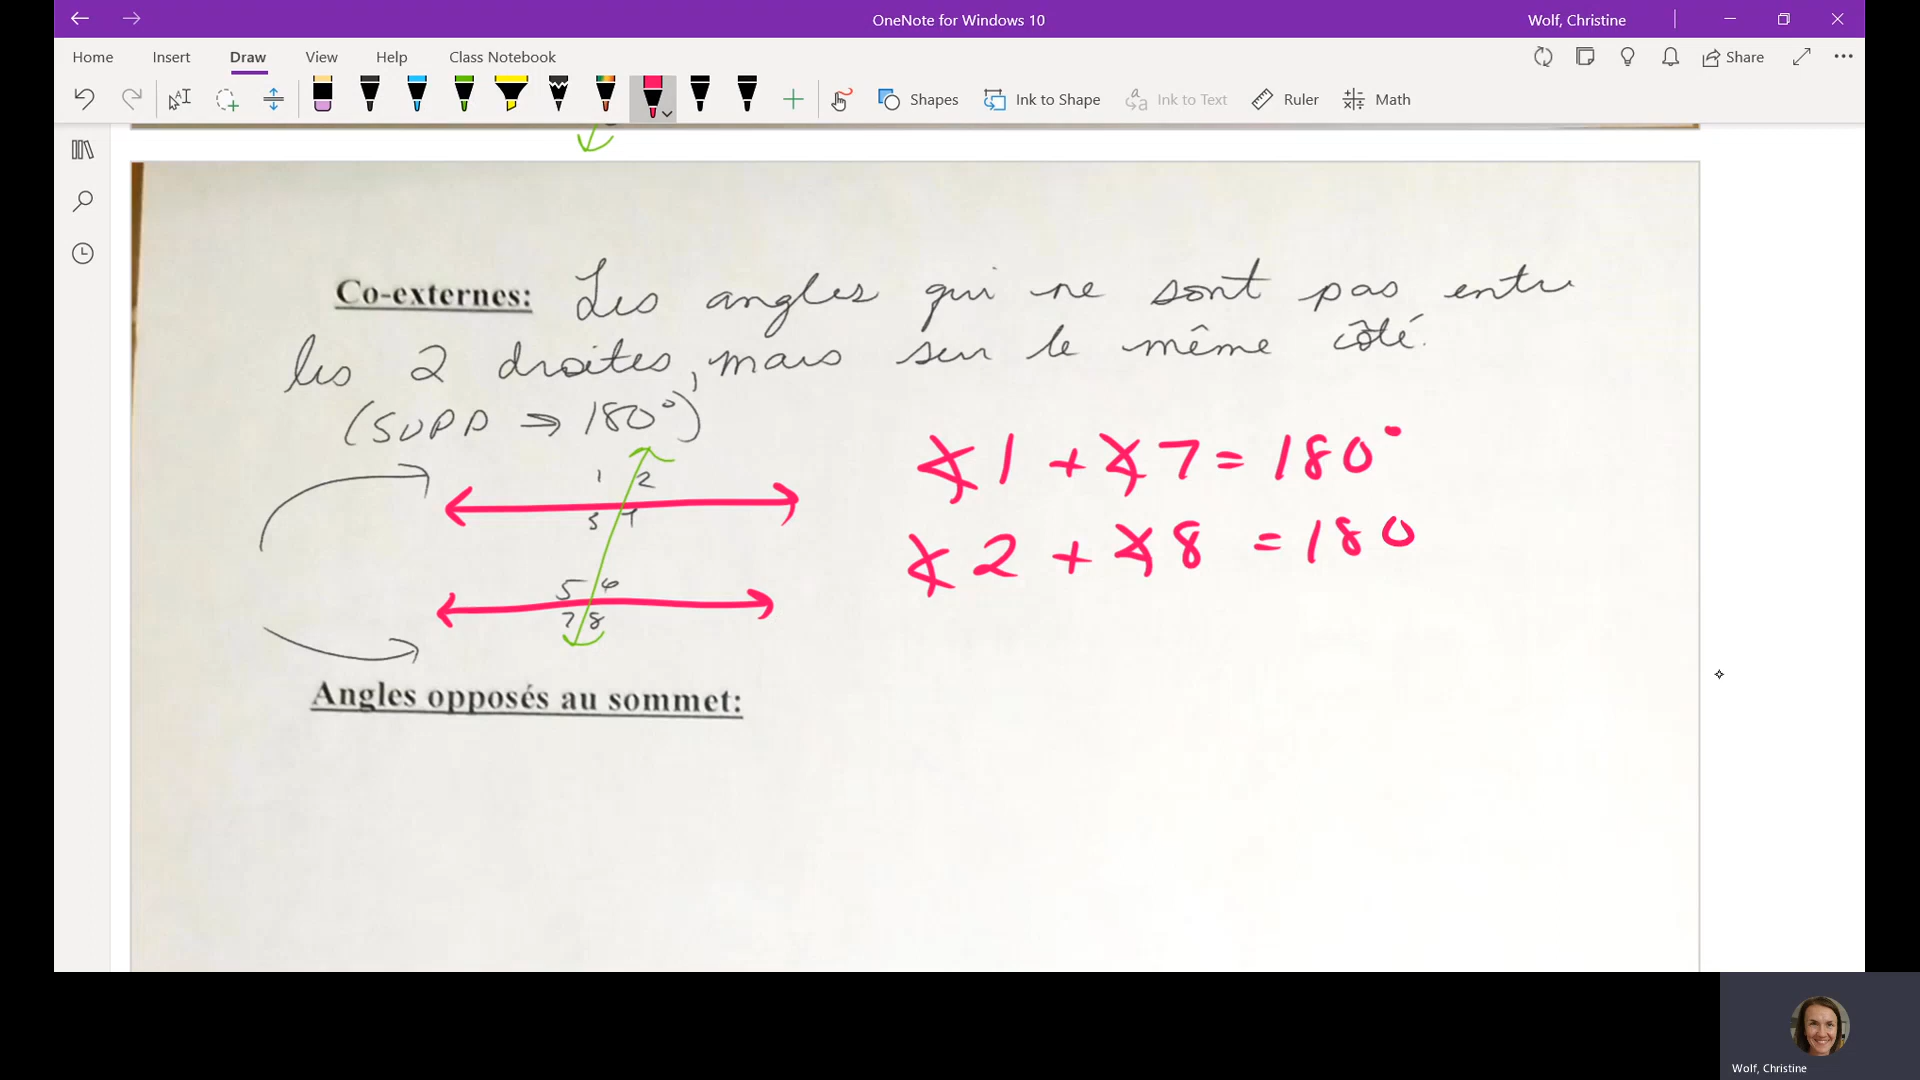 OneNote for Windows 10
Wolf, Christine
Home Insert Draw View Help Class Notebook
Share
Shapes Ink to Shape Ink to Text Ruler Math
Co-externes: Les angles qui ne sont pas entre
les 2 droites, mais sur le même côté.
(SUPP ⇒ 180°)
∢1 + ∢7 = 180°
∢2 + ∢8 = 180
1 2
3 4
5 6
7 8
Angles opposés au sommet:
Wolf, Christine